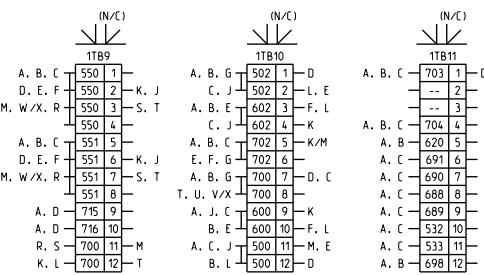 (N/C) (N/C) (N/C)
1TB9 1TB10 1TB11
A. B. C 550 1 A. B. G 502 1 D A. B. C 703 1
D. E. F 550 2 K. J C. J 502 2 L. E -- 2
M. W/X. R 550 3 S. T A. B. E 602 3 F. L -- 3
550 4 C. J 602 4 K A. B. C 704 4
A. B. C 551 5 A. B. C 702 5 K/M A. B 620 5
D. E. F 551 6 K. J E. F. G 702 6 A. C 691 6
M. W/X. R 551 7 S. T A. B. G 700 7 D. C A. C 690 7
551 8 T. U. V/X 700 8 A. C 688 8
A. D 715 9 A. J. C 600 9 K A. C 689 9
A. D 716 10 B. E 600 10 F. L A. C 532 10
R. S 700 11 M A. C. J 500 11 M. E A. C 533 11
K. L 700 12 T B. L 500 12 D A. B 698 12